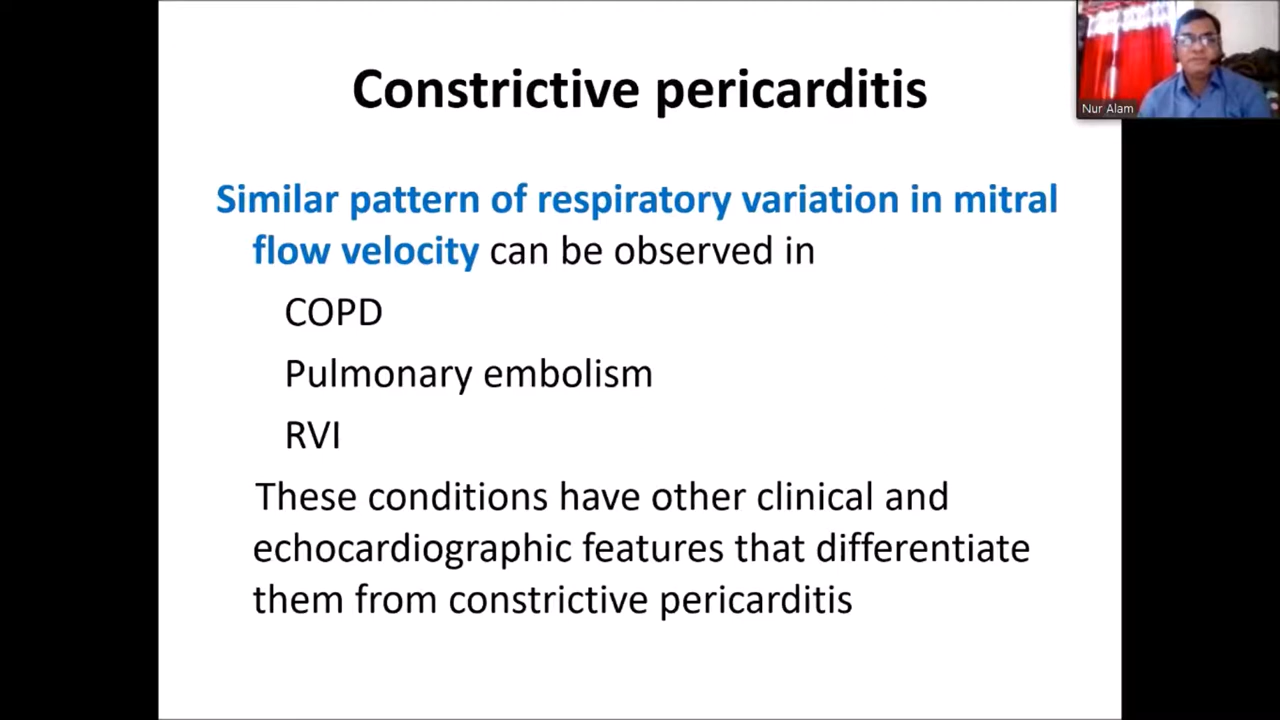 Constrictive pericarditis
Nur Alam
Similar pattern of respiratory variation in mitral
flow velocity can be observed in
COPD
Pulmonary embolism
RVI
These conditions have other clinical and
echocardiographic features that differentiate
them from constrictive pericarditis